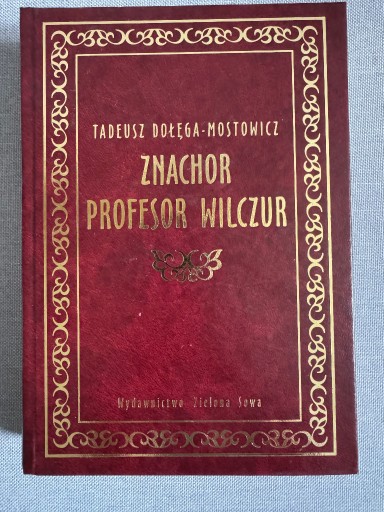 TADEUSZ DOŁĘGA-MOSTOWICZ
ZNACHOR
PROFESOR WILCZUR
Wydawnictwo Zielona Sowa